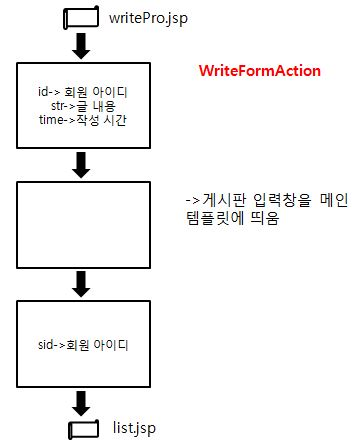 writePro.jsp
WriteFormAction
id-> 회원 아이디
str->글 내용
time->작성 시간
->게시판 입력창을 메인
템플릿에 띄움
sid->회원 아이디
list.jsp